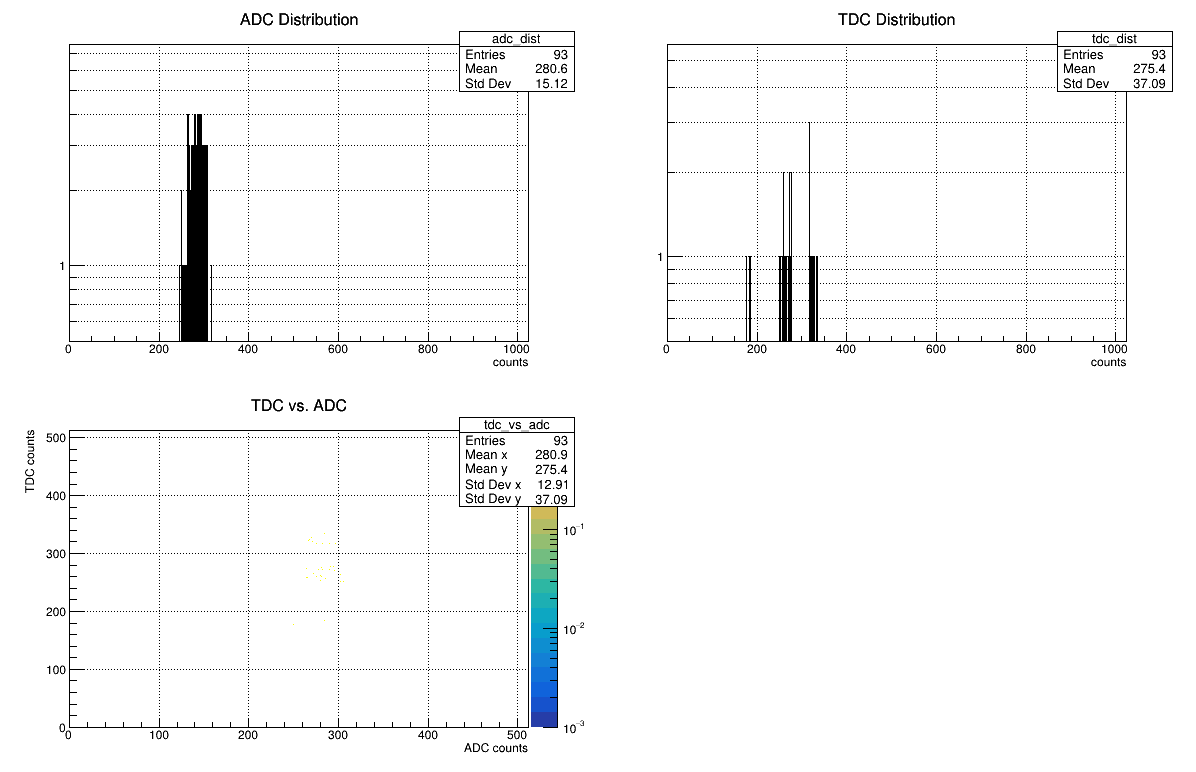 ADC Distribution
adc_dist
Entries 93
Mean 280.6
Std Dev 15.12
1
0 200 400 600 800 1000
counts
TDC Distribution
tdc_dist
Entries 93
Mean 275.4
Std Dev 37.09
1
0 200 400 600 800 1000
counts
TDC vs. ADC
tdc_vs_adc
Entries 93
Mean x 280.9
Mean y 275.4
Std Dev x 12.91
Std Dev y 37.09
TDC counts
500
400
300
200
100
0
0 100 200 300 400 500
ADC counts
10⁻¹
10⁻²
10⁻³